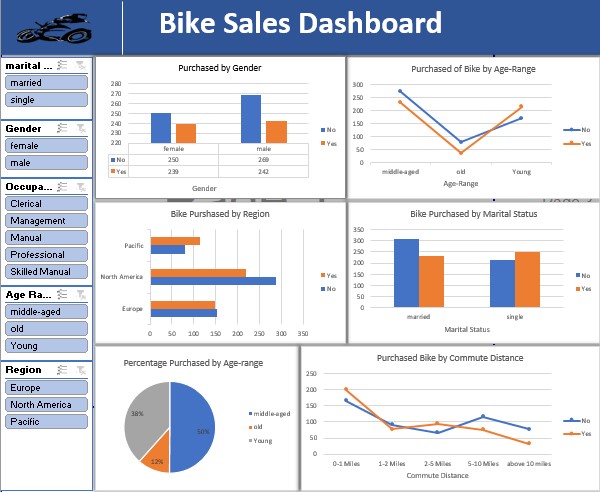 Bike Sales Dashboard
marital ...
married
single
Gender
female
male
Occupa...
Clerical
Management
Manual
Professional
Skilled Manual
Age Ra...
middle-aged
old
Young
Region
Europe
North America
Pacific
Purchased by Gender
280
270
260
250
240
230
220
female male
No 250 269
Yes 239 242
Gender
No
Yes
Purchased of Bike by Age-Range
300
250
200
150
100
50
0
middle-aged old Young
Age-Range
No
Yes
Bike Purshased by Region
Pacific
North America
Europe
0 50 100 150 200 250 300 350
Yes
No
Bike Purchased by Marital Status
350
300
250
200
150
100
50
0
married single
Marital Status
No
Yes
Percentage Purchased by Age-range
38%
50%
12%
middle-aged
old
Young
Purchased Bike by Commute Distance
250
200
150
100
50
0
0-1 Miles 1-2 Miles 2-5 Miles 5-10 Miles above 10 miles
Commute Distance
No
Yes